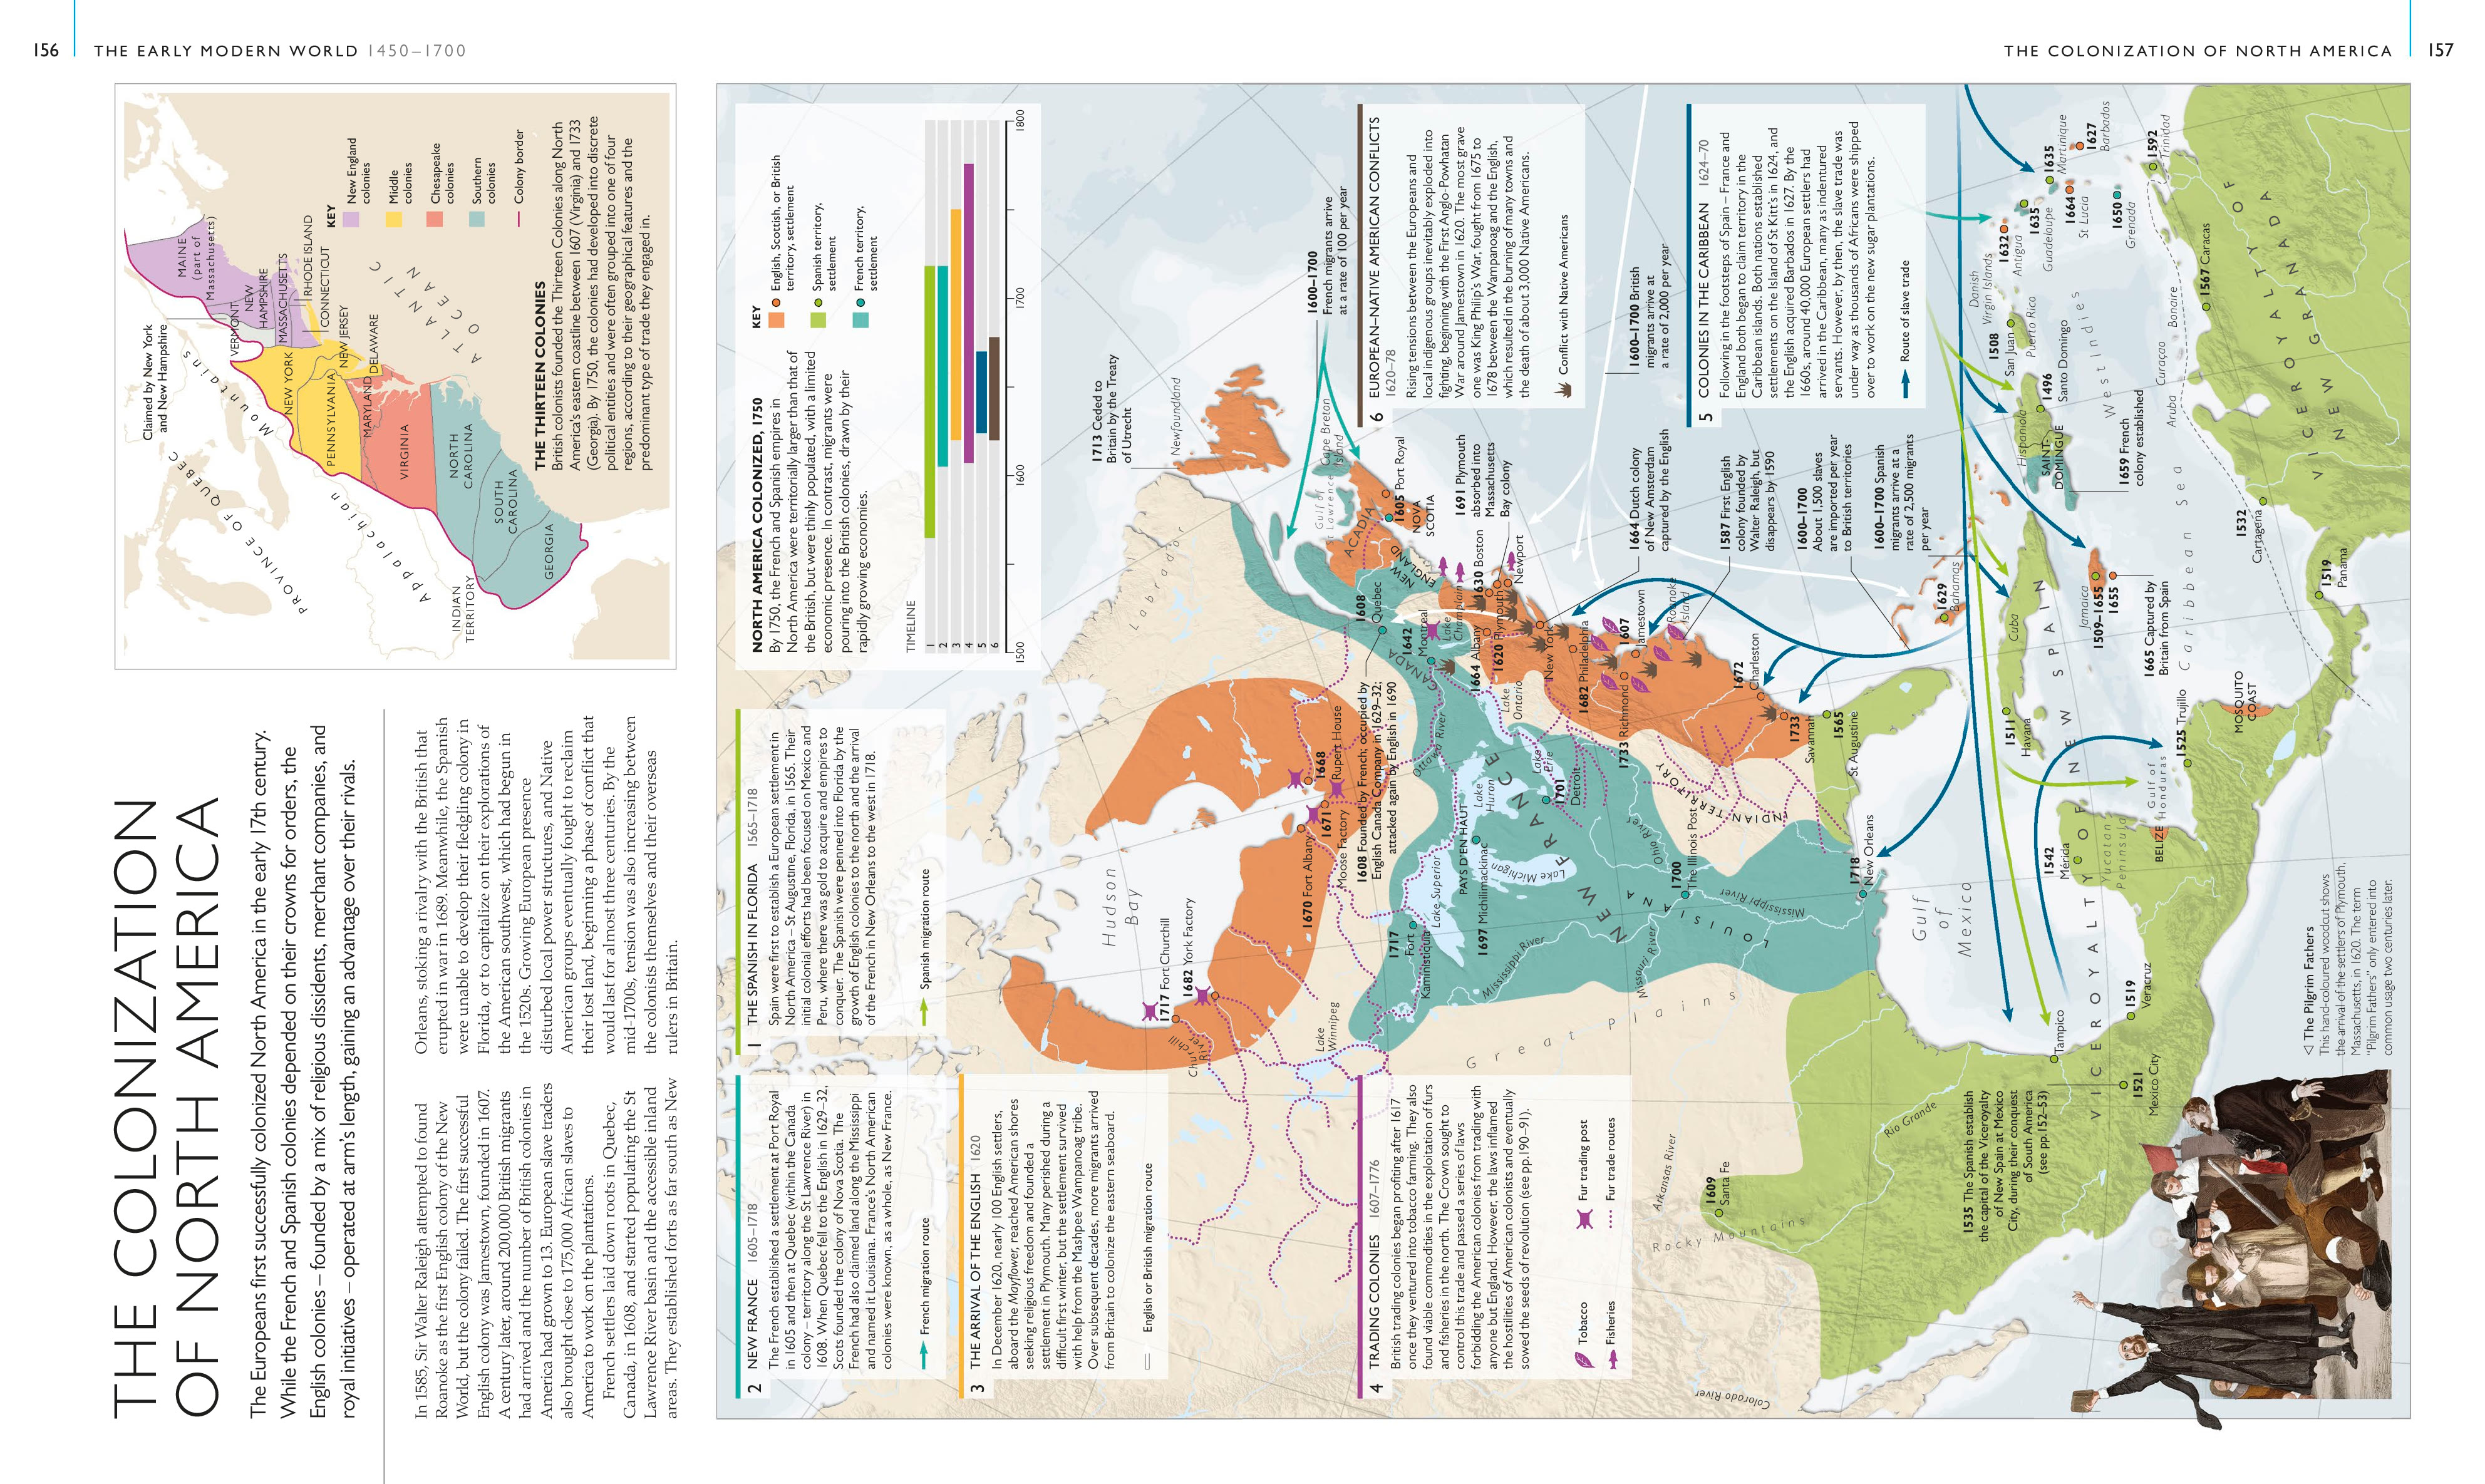 156
THE EARLY MODERN WORLD 1450–1700
THE COLONIZATION OF NORTH AMERICA
157
THE COLONIZATION
OF NORTH AMERICA
The Europeans first successfully colonized North America in the early 17th century.
While the French and Spanish colonies depended on their crowns for orders, the
English colonies – founded by a mix of religious dissidents, merchant companies, and
royal initiatives – operated at arm's length, gaining an advantage over their rivals.
In 1585, Sir Walter Raleigh attempted to found
Roanoke as the first English colony of the New
World, but the colony failed. The first successful
English colony was Jamestown, founded in 1607.
A century later, around 200,000 British migrants
had arrived and the number of British colonies in
America had grown to 13. European slave traders
also brought close to 175,000 African slaves to
America to work on the plantations.
French settlers laid down roots in Quebec,
Canada, in 1608, and started populating the St
Lawrence River basin and the accessible inland
areas. They established forts as far south as New
Orleans, stoking a rivalry with the British that
erupted in war in 1689. Meanwhile, the Spanish
were unable to develop their fledgling colony in
Florida, or to capitalize on their explorations of
the American southwest, which had begun in
the 1520s. Growing European presence
disturbed local power structures, and Native
American groups eventually fought to reclaim
their lost land, beginning a phase of conflict that
would last for almost three centuries. By the
mid-1700s, tension was also increasing between
the colonists themselves and their overseas
rulers in Britain.
Claimed by New York
and New Hampshire
PROVINCE OF QUEBEC
Appalachian Mountains
INDIAN
TERRITORY
MAINE
(part of
Massachusetts)
VERMONT
NEW
HAMPSHIRE
MASSACHUSETTS
RHODE ISLAND
CONNECTICUT
NEW YORK
NEW JERSEY
PENNSYLVANIA
DELAWARE
MARYLAND
VIRGINIA
NORTH
CAROLINA
SOUTH
CAROLINA
GEORGIA
ATLANTIC
OCEAN
KEY
New England
colonies
Middle
colonies
Chesapeake
colonies
Southern
colonies
Colony border
THE THIRTEEN COLONIES
British colonists founded the Thirteen Colonies along North
America's eastern coastline between 1607 (Virginia) and 1733
(Georgia). By 1750, the colonies had developed into discrete
political entities and were often grouped into one of four
regions, according to their geographical features and the
predominant type of trade they engaged in.
2 NEW FRANCE 1605–1718
The French established a settlement at Port Royal
in 1605 and then at Quebec (within the Canada
colony – territory along the St Lawrence River) in
1608. When Quebec fell to the English in 1629–32,
Scots founded the colony of Nova Scotia. The
French had also claimed land along the Mississippi
and named it Louisiana. France's North American
colonies were known, as a whole, as New France.
French migration route
1 THE SPANISH IN FLORIDA 1565–1718
Spain were first to establish a European settlement in
North America – St Augustine, Florida, in 1565. Their
initial colonial efforts had been focused on Mexico and
Peru, where there was gold to acquire and empires to
conquer. The Spanish were penned into Florida by the
growth of English colonies to the north and the arrival
of the French in New Orleans to the west in 1718.
Spanish migration route
NORTH AMERICA COLONIZED, 1750
By 1750, the French and Spanish empires in
North America were territorially larger than that of
the British, but were thinly populated, with a limited
economic presence. In contrast, migrants were
pouring into the British colonies, drawn by their
rapidly growing economies.
KEY
English, Scottish, or British
territory, settlement
Spanish territory,
settlement
French territory,
settlement
TIMELINE
1
2
3
4
5
6
1500
1600
1700
1800
3 THE ARRIVAL OF THE ENGLISH 1620
In December 1620, nearly 100 English settlers,
aboard the Mayflower, reached American shores
seeking religious freedom and founded a
settlement in Plymouth. Many perished during a
difficult first winter, but the settlement survived
with help from the Mashpee Wampanoag tribe.
Over subsequent decades, more migrants arrived
from Britain to colonize the eastern seaboard.
English or British migration route
4 TRADING COLONIES 1607–1776
British trading colonies began profiting after 1617
once they ventured into tobacco farming. They also
found viable commodities in the exploitation of furs
and fisheries in the north. The Crown sought to
control this trade and passed a series of laws
forbidding the American colonies from trading with
anyone but England. However, the laws inflamed
the hostilities of American colonists and eventually
sowed the seeds of revolution (see pp.190–91).
Tobacco
Fisheries
Fur trading post
Fur trade routes
6 EUROPEAN–NATIVE AMERICAN CONFLICTS
1620–78
Rising tensions between the Europeans and
local indigenous groups inevitably exploded into
fighting, beginning with the First Anglo-Powhatan
War around Jamestown in 1620. The most grave
one was King Philip's War, fought from 1675 to
1678 between the Wampanoag and the English,
which resulted in the burning of many towns and
the death of about 3,000 Native Americans.
Conflict with Native Americans
5 COLONIES IN THE CARIBBEAN 1624–70
Following in the footsteps of Spain – France and
England both began to claim territory in the
Caribbean islands. Both nations established
settlements on the Island of St Kitt's in 1624, and
the English acquired Barbados in 1627. By the
1660s, around 40,000 European settlers had
arrived in the Caribbean, many as indentured
servants. However, by then, the slave trade was
under way as thousands of Africans were shipped
over to work on the new sugar plantations.
Route of slave trade
1713 Ceded to
Britain by the Treaty
of Utrecht
1600–1700
French migrants arrive
at a rate of 100 per year
1600–1700 British
migrants arrive at
a rate of 2,000 per year
1691 Plymouth
absorbed into
Massachusetts
Bay colony
1664 Dutch colony
of New Amsterdam
captured by the English
1587 First English
colony founded by
Walter Raleigh, but
disappears by 1590
1600–1700
About 1,500 slaves
are imported per year
to British territories
1600–1700 Spanish
migrants arrive at a
rate of 2,500 migrants
per year
1608 Founded by French; occupied by
English Canada Company in 1629–32;
attacked again by English in 1690
1535 The Spanish establish
the capital of the Viceroyalty
of New Spain at Mexico
City, during their conquest
of South America
(see pp.152–53)
1659 French
colony established
1665 Captured by
Britain from Spain
Hudson
Bay
Labrador
Newfoundland
Gulf of
St Lawrence
Cape Breton
Island
ACADIA
NOVA
SCOTIA
1605 Port Royal
NEW
ENGLAND
CANADA
1608
Quebec
1642
Montreal
Lake
Champlain
1630 Boston
1664 Albany
1620 Plymouth
Newport
New York
1682 Philadelphia
1607
Jamestown
Roanoke
Island
1733 Richmond
1672
Charleston
1733
Savannah
1565
St Augustine
1717 Fort Churchill
1682 York Factory
Churchill
River
1670 Fort Albany
1671
Moose Factory
1668
Rupert House
Lake
Winnipeg
1717
Fort
Kaministiquia
Lake Superior
PAYS D'EN HAUT
1697 Michilimackinac
Lake
Huron
Lake Michigan
Lake
Ontario
Lake
Erie
Ottawa River
1701
Detroit
NEW FRANCE
LOUISIANA
INDIAN TERRITORY
1700
The Illinois Post
Ohio River
Mississippi River
Missouri River
Mississippi River
1718
New Orleans
Great Plains
Arkansas River
Rocky Mountains
Rio Grande
Colorado River
1609
Santa Fe
Gulf
of
Mexico
VICEROYALTY OF NEW SPAIN
Tampico
1519
Veracruz
1521
Mexico City
1542
Mérida
Yucatan
Peninsula
BELIZE
Gulf of
Honduras
1525 Trujillo
MOSQUITO
COAST
1511
Havana
Cuba
1629
Bahamas
Jamaica
1509–1655
1655
Caribbean Sea
Hispaniola
SAINT-
DOMINGUE
1496
Santo Domingo
1508
San Juan
Puerto Rico
Danish
Virgin Islands
1632
Antigua
1635
Guadeloupe
1635
Martinique
1664
St Lucia
1627
Barbados
1650
Grenada
1592
Trinidad
West Indies
Aruba
Curaçao
Bonaire
1567 Caracas
1532
Cartagena
1519
Panama
VICEROYALTY OF
NEW GRANADA
◁ The Pilgrim Fathers
This hand-coloured woodcut shows
the arrival of the settlers of Plymouth,
Massachusetts, in 1620. The term
"Pilgrim Fathers" only entered into
common usage two centuries later.